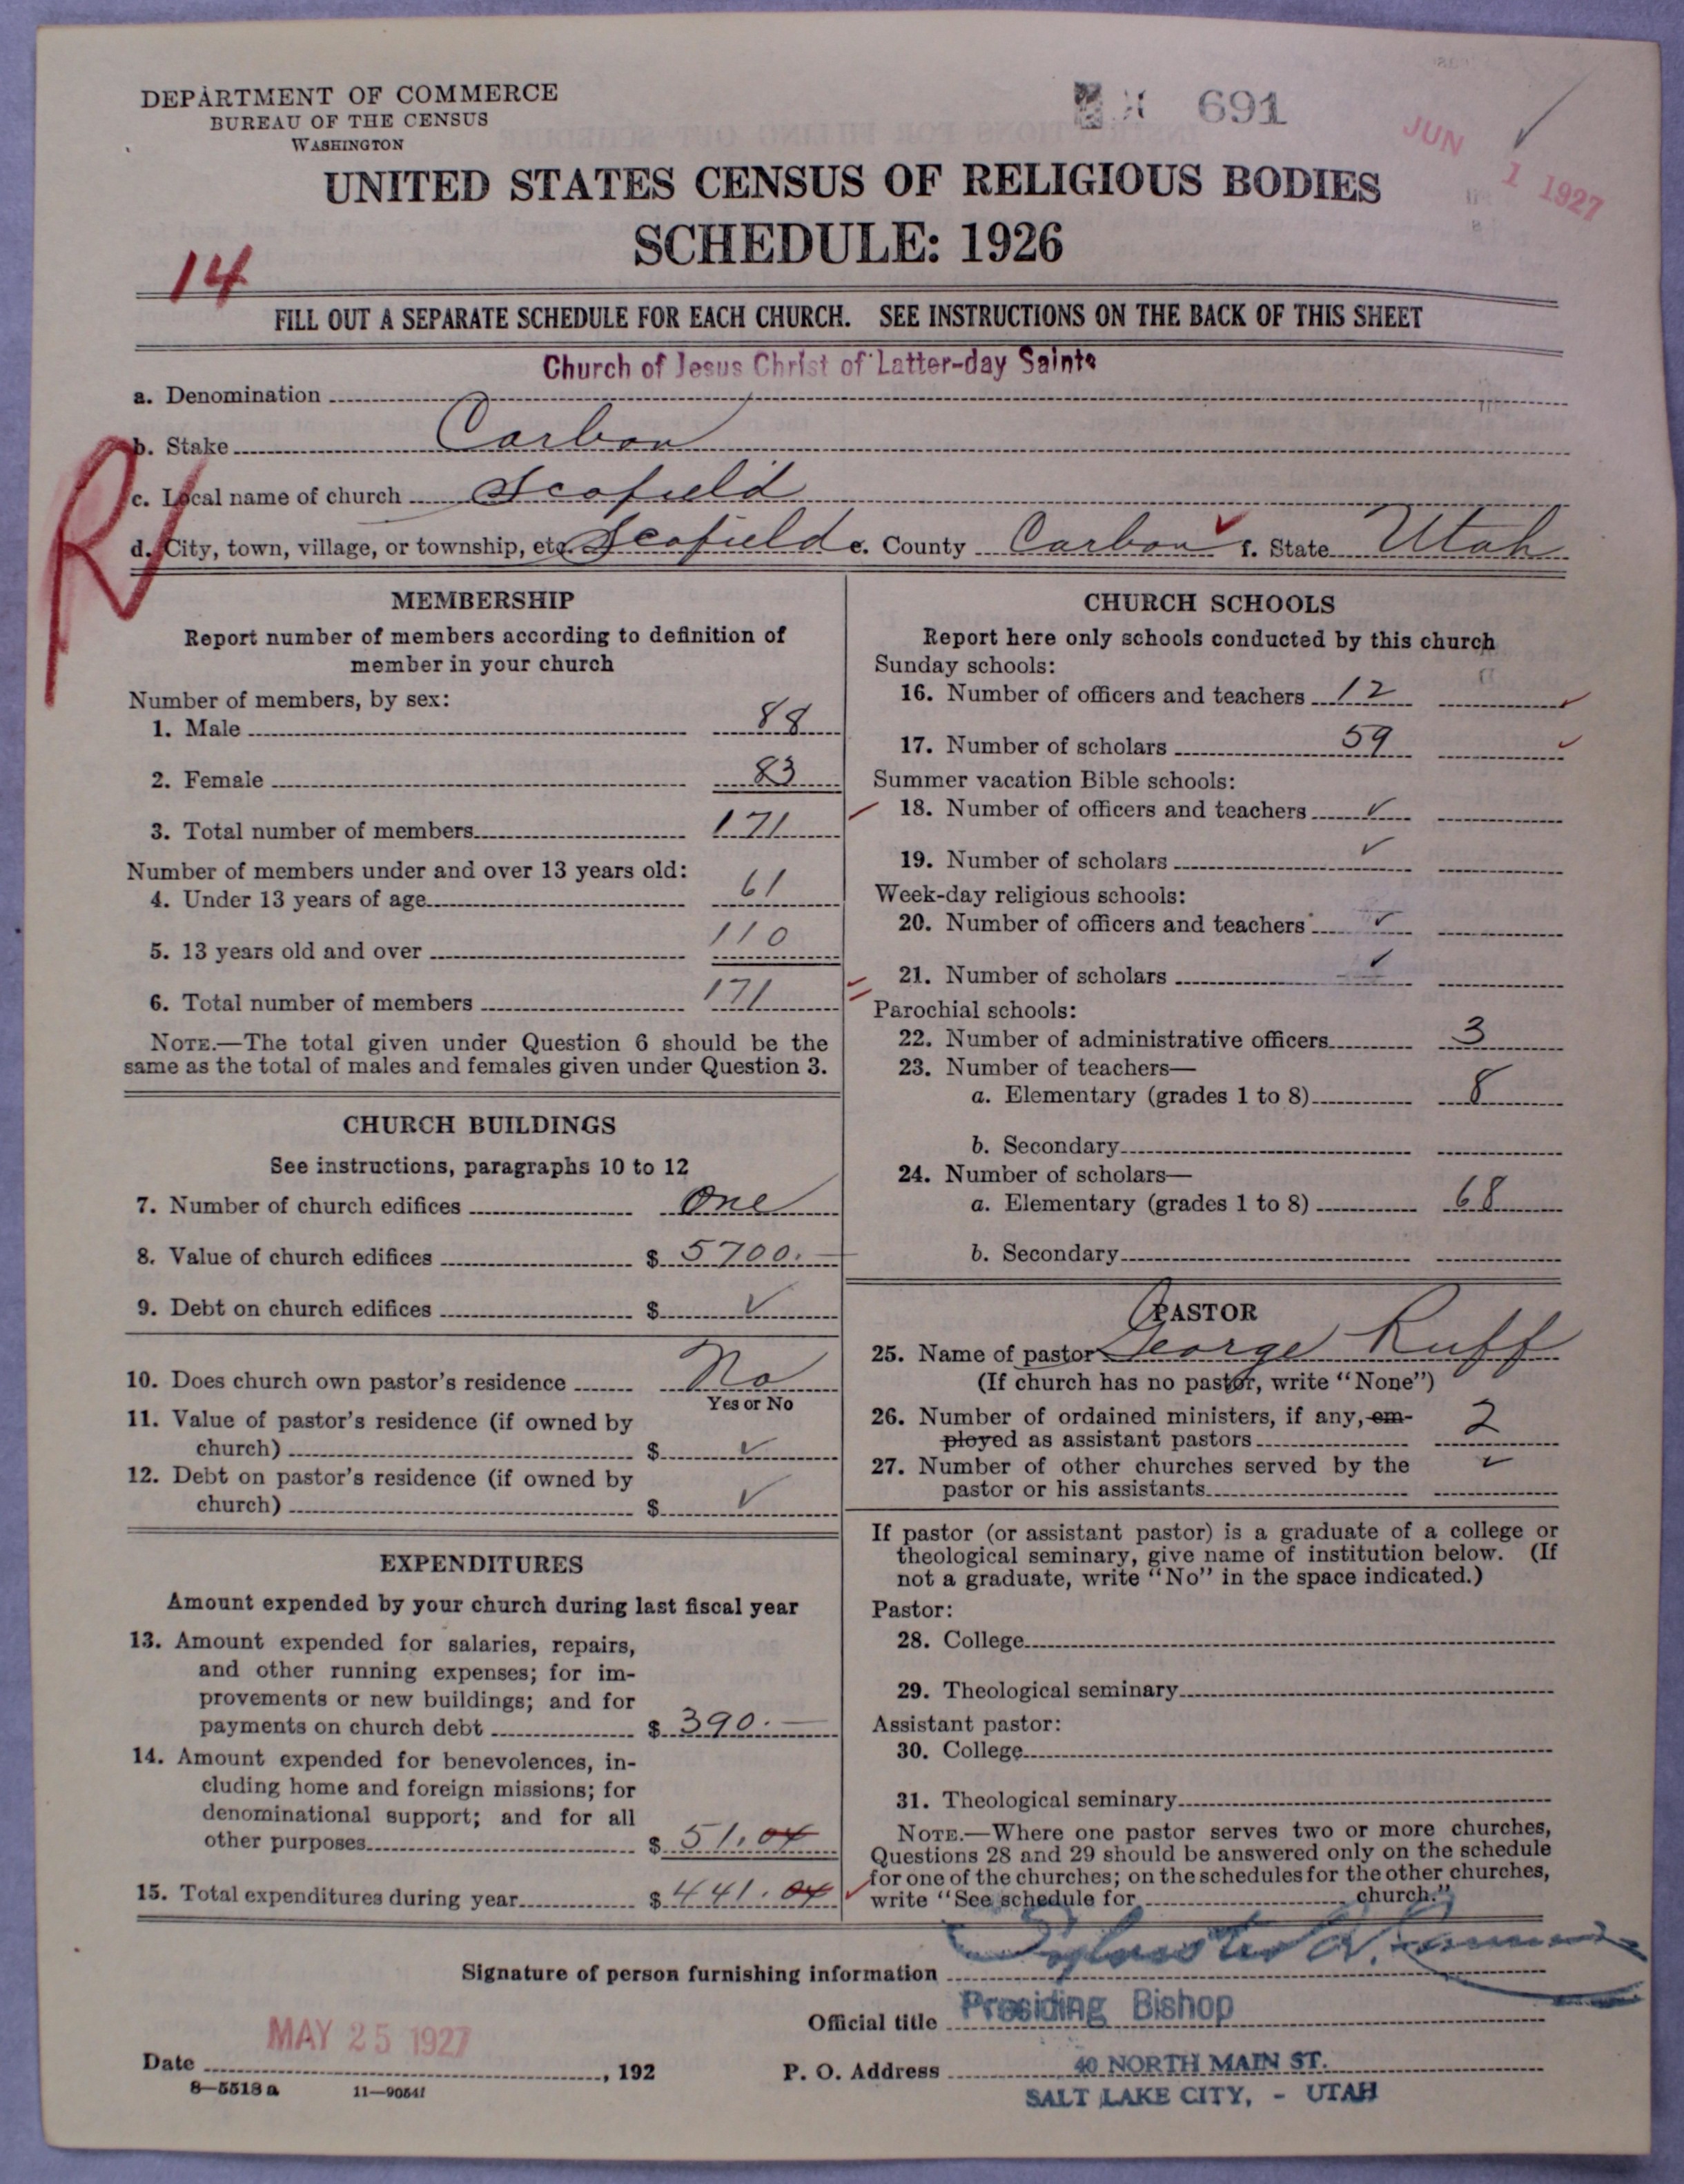 DEPARTMENT OF COMMERCE
BUREAU OF THE CENSUS
WASHINGTON
691
JUN 1 1927
UNITED STATES CENSUS OF RELIGIOUS BODIES
SCHEDULE: 1926
14
FILL OUT A SEPARATE SCHEDULE FOR EACH CHURCH. SEE INSTRUCTIONS ON THE BACK OF THIS SHEET
Church of Jesus Christ of Latter-day Saints
a. Denomination
b. Stake Carbon
R
c. Local name of church Scofield
d. City, town, village, or township, etc. Scofield e. County Carbon ✓ f. State Utah
MEMBERSHIP
Report number of members according to definition of
member in your church
Number of members, by sex:
1. Male 88
2. Female 83
3. Total number of members 171
Number of members under and over 13 years old:
4. Under 13 years of age 61
5. 13 years old and over 110
6. Total number of members 171
NOTE.—The total given under Question 6 should be the
same as the total of males and females given under Question 3.
CHURCH BUILDINGS
See instructions, paragraphs 10 to 12
7. Number of church edifices One
8. Value of church edifices $ 5700.—
9. Debt on church edifices $ ✓
10. Does church own pastor's residence No
Yes or No
11. Value of pastor's residence (if owned by
church) $ ✓
12. Debt on pastor's residence (if owned by
church) $ ✓
EXPENDITURES
Amount expended by your church during last fiscal year
13. Amount expended for salaries, repairs,
and other running expenses; for im-
provements or new buildings; and for
payments on church debt $ 390.—
14. Amount expended for benevolences, in-
cluding home and foreign missions; for
denominational support; and for all
other purposes $ 51.04
15. Total expenditures during year $ 441.04
CHURCH SCHOOLS
Report here only schools conducted by this church
Sunday schools:
16. Number of officers and teachers 12 ✓
17. Number of scholars 59 ✓
Summer vacation Bible schools:
18. Number of officers and teachers ✓
19. Number of scholars ✓
Week-day religious schools:
20. Number of officers and teachers ✓
21. Number of scholars ✓
Parochial schools:
22. Number of administrative officers 3
23. Number of teachers—
a. Elementary (grades 1 to 8) 8
b. Secondary
24. Number of scholars—
a. Elementary (grades 1 to 8) 68
b. Secondary
PASTOR
25. Name of pastor George Ruff
(If church has no pastor, write "None")
26. Number of ordained ministers, if any, em-
ployed as assistant pastors 2
27. Number of other churches served by the
pastor or his assistants ✓
If pastor (or assistant pastor) is a graduate of a college or
theological seminary, give name of institution below. (If
not a graduate, write "No" in the space indicated.)
Pastor:
28. College
29. Theological seminary
Assistant pastor:
30. College
31. Theological seminary
NOTE.—Where one pastor serves two or more churches,
Questions 28 and 29 should be answered only on the schedule
for one of the churches; on the schedules for the other churches,
write "See schedule for church."
Signature of person furnishing information Sylvester Q. Cannon
Official title Presiding Bishop
MAY 25 1927
Date , 192
P. O. Address 40 NORTH MAIN ST.
SALT LAKE CITY, - UTAH
8—5518 a 11—9054